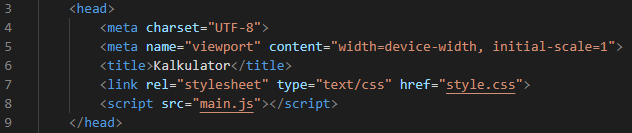 3 <head>
4 <meta charset="UTF-8">
5 <meta name="viewport" content="width=device-width, initial-scale=1">
6 <title>Kalkulator</title>
7 <link rel="stylesheet" type="text/css" href="style.css">
8 <script src="main.js"></script>
9 </head>